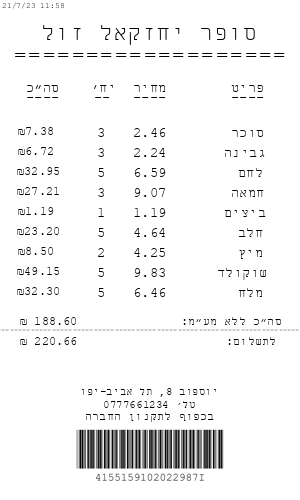 21/7/23 11:58
סופר יחזקאל זול
===================
פריט מחיר יח׳ סה״כ
סוכר 2.46 3 ₪7.38
גבינה 2.24 3 ₪6.72
לחם 6.59 5 ₪32.95
חמאה 9.07 3 ₪27.21
ביצים 1.19 1 ₪1.19
חלב 4.64 5 ₪23.20
מיץ 4.25 2 ₪8.50
שוקולד 9.83 5 ₪49.15
מלח 6.46 5 ₪32.30
סה״כ ללא מע״מ: 188.60 ₪
לתשלום: 220.66 ₪
יוספוב 8, תל אביב-יפו
טל׳ 0777661234
בכפוף לתקנון החברה
4155159102022987I